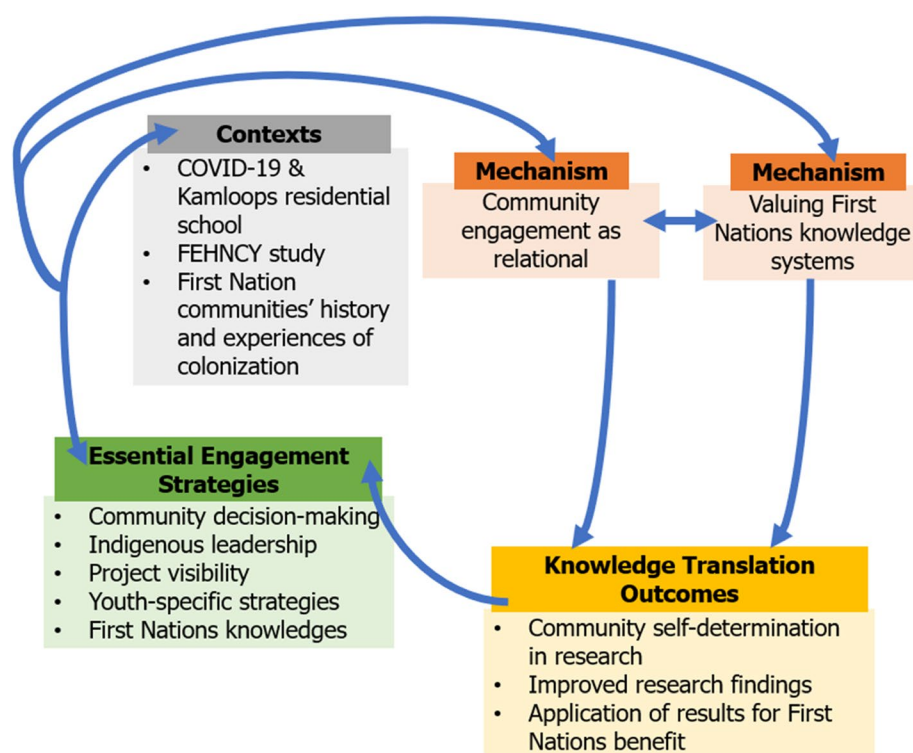 Contexts
• COVID-19 &
Kamloops residential
school
• FEHNCY study
• First Nation
communities’ history
and experiences of
colonization
Mechanism
Community
engagement as
relational
Mechanism
Valuing First
Nations knowledge
systems
Essential Engagement
Strategies
• Community decision-making
• Indigenous leadership
• Project visibility
• Youth-specific strategies
• First Nations knowledges
Knowledge Translation
Outcomes
• Community self-determination
in research
• Improved research findings
• Application of results for First
Nations benefit